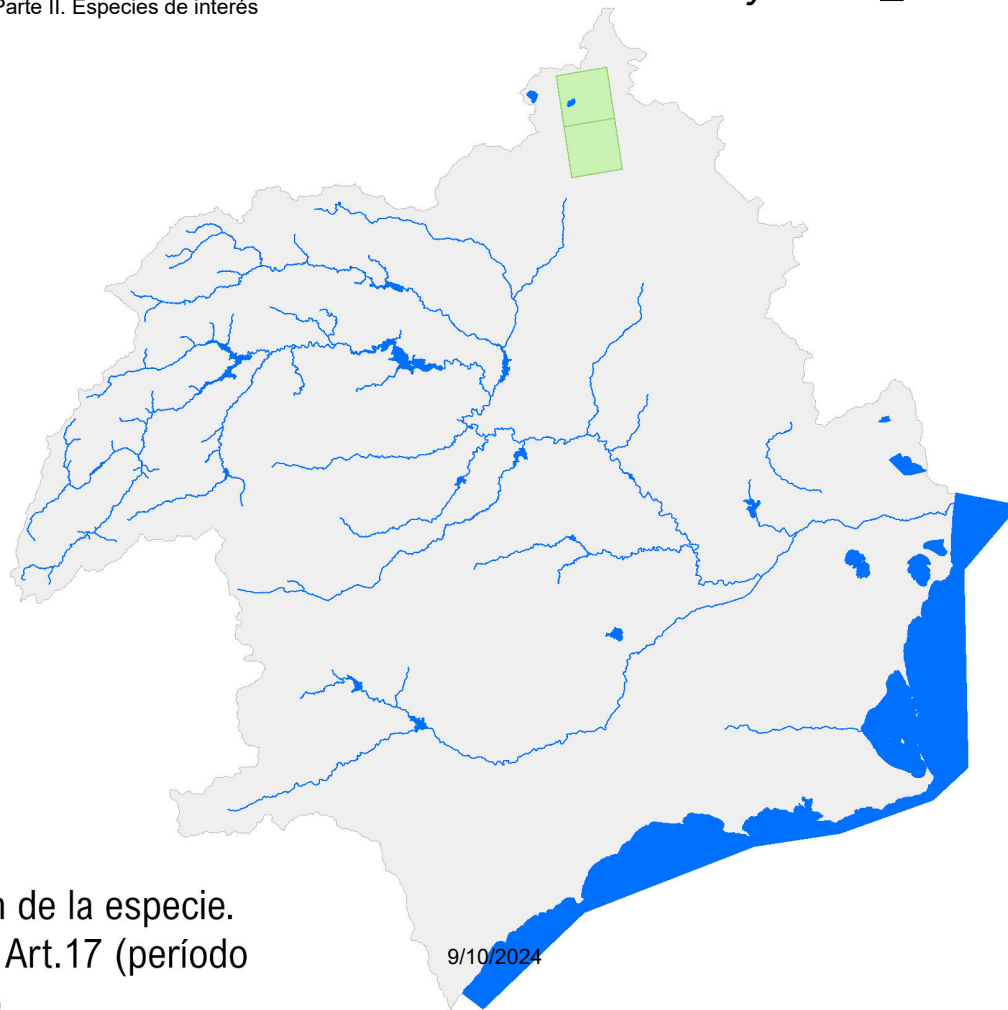 Parte II. Especies de interés
de la especie.
Art.17 (período
9/10/2024